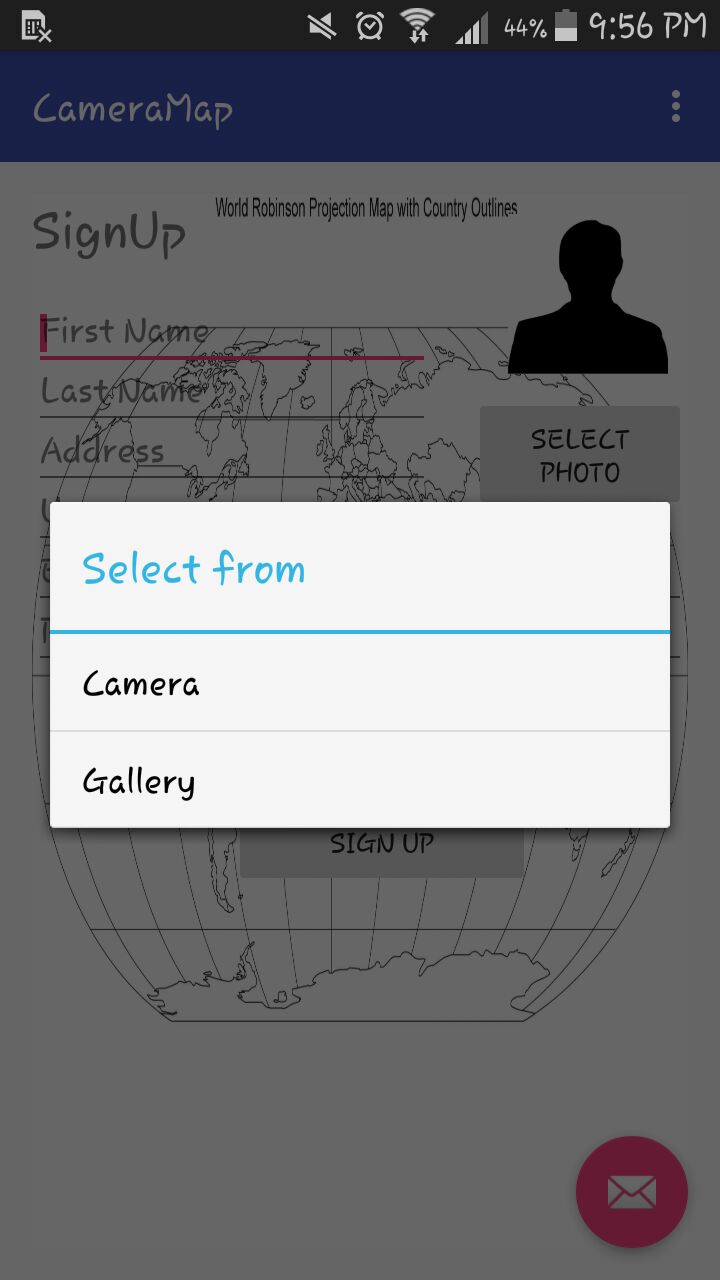 44% 9:56 PM
CameraMap
World Robinson Projection Map with Country Outlines
SignUp
First Name
Last Name
Address
SELECT
PHOTO
Select from
Camera
Gallery
SIGN UP